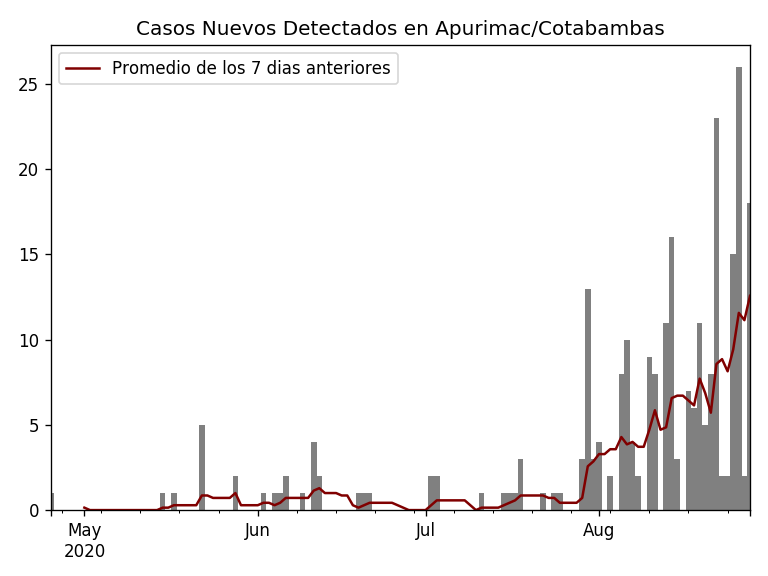 Casos Nuevos Detectados en Apurimac/Cotabambas
Promedio de los 7 dias anteriores
25
20
15
10
5
0
May Jun Jul Aug
2020